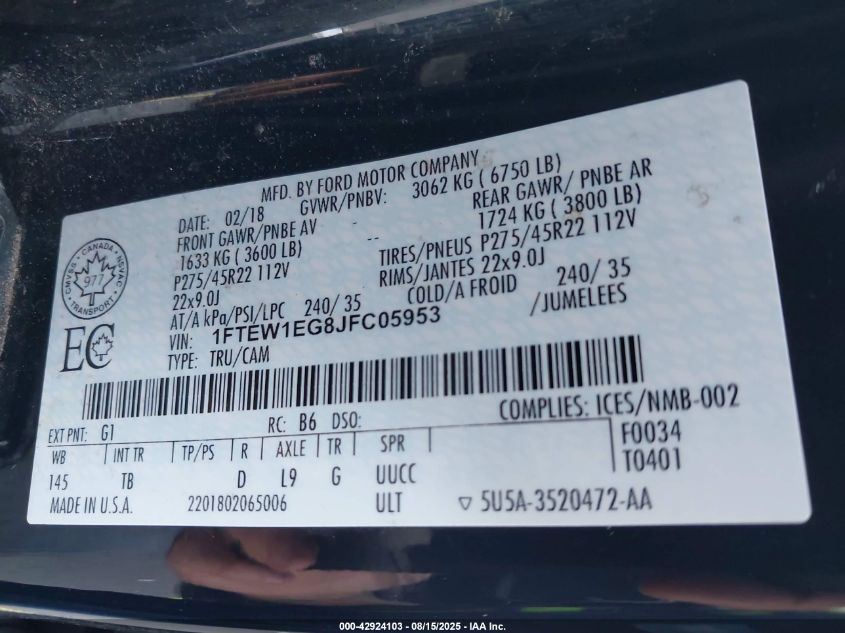 MFD. BY FORD MOTOR COMPANY
DATE: 02/18 GVWR/PNBV: 3062 KG ( 6750 LB)
FRONT GAWR/PNBE AV REAR GAWR/ PNBE AR
1633 KG ( 3600 LB) -- 1724 KG ( 3800 LB)
P275/45R22 112V TIRES/PNEUS P275/45R22 112V
22x9.0J RIMS/JANTES 22x9.0J
AT/A kPa/PSI/LPC 240/ 35 COLD/A FROID 240/ 35
VIN: 1FTEW1EG8JFC05953 /JUMELEES
TYPE: TRU/CAM
CANADA
CMVSS NSVAC
977
TRANSPORT
EC
COMPLIES: ICES/NMB-002
EXT PNT: G1 RC: B6 DSO: F0034
WB INT TR TP/PS R AXLE TR SPR T0401
145 TB D L9 G UUCC
MADE IN U.S.A. 2201802065006 ULT ▽ 5U5A-3520472-AA
000-42924103 - 08/15/2025 - IAA Inc.